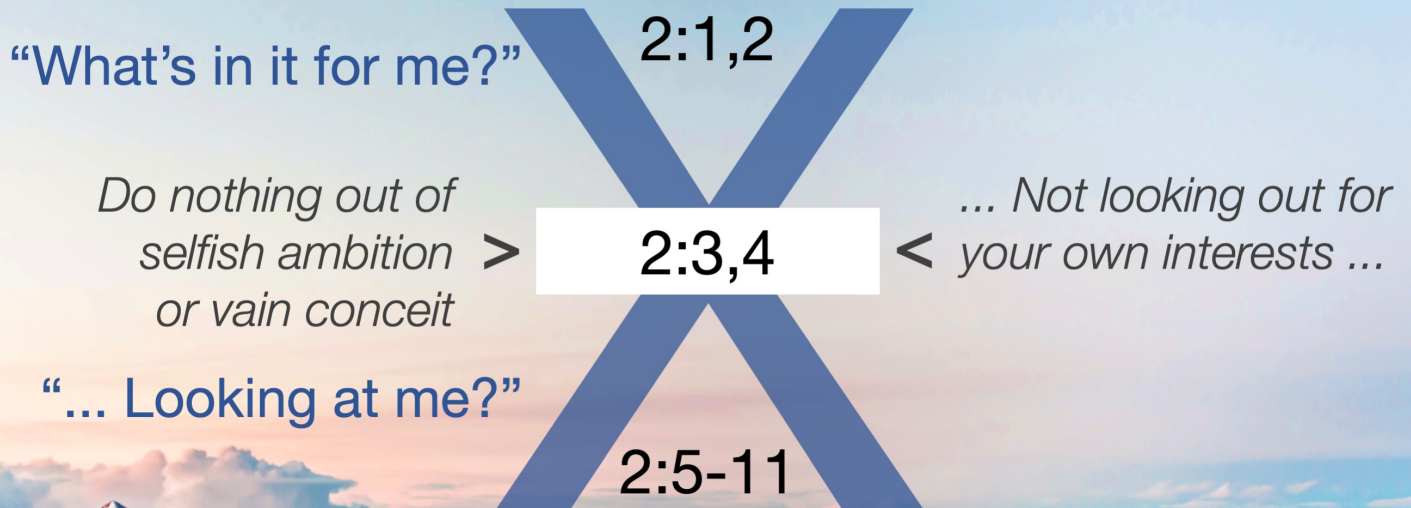 “What’s in it for me?”
2:1,2
Do nothing out of
selfish ambition
or vain conceit
>
2:3,4
<
... Not looking out for
your own interests ...
“... Looking at me?”
2:5-11